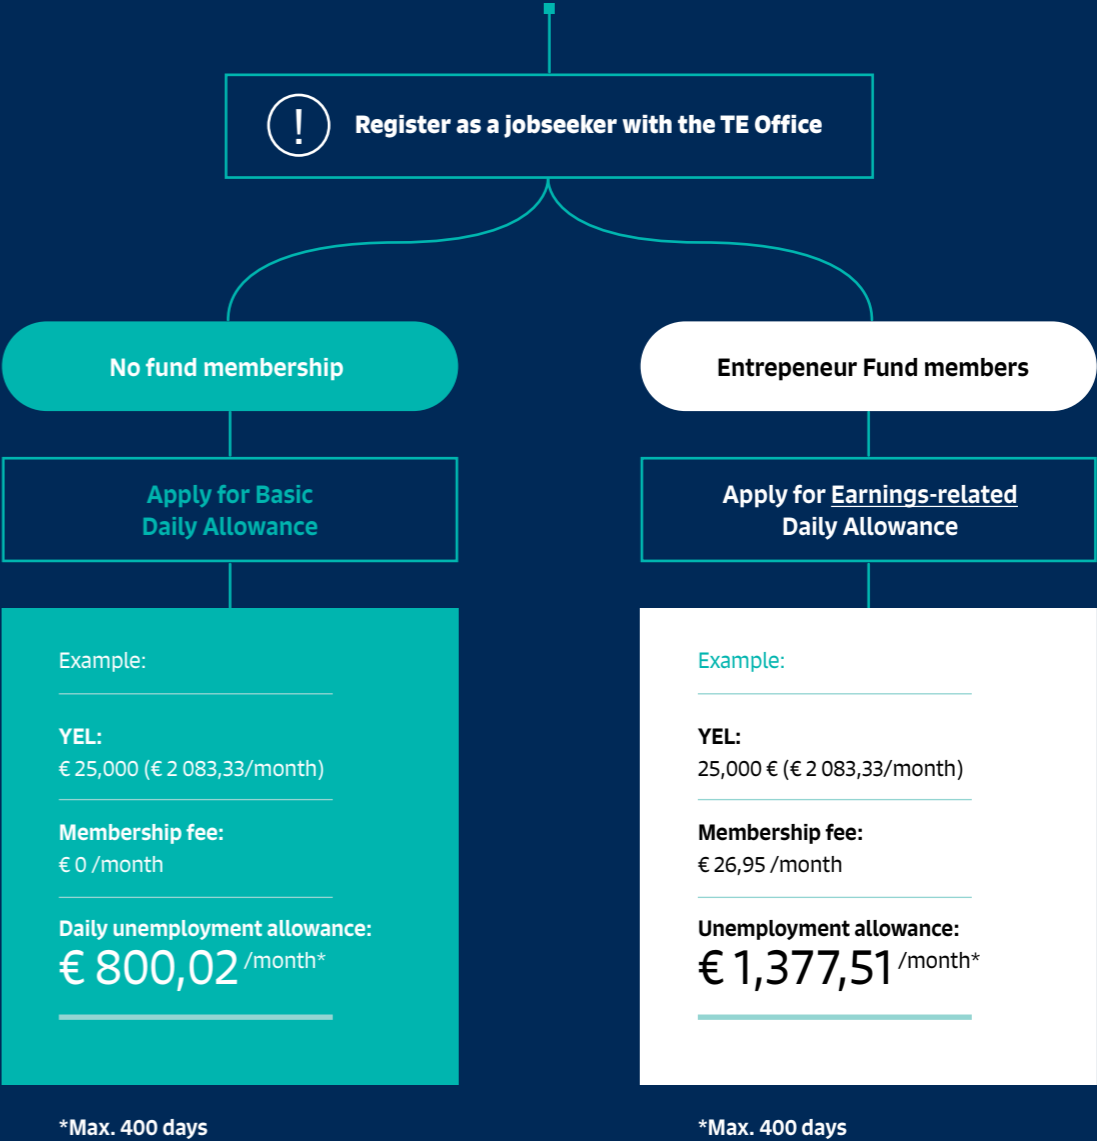 !
Register as a jobseeker with the TE Office
No fund membership
Apply for Basic
Daily Allowance
Example:
YEL:
€ 25,000 (€ 2 083,33/month)
Membership fee:
€ 0 /month
Daily unemployment allowance:
€ 800,02 /month*
*Max. 400 days
Entrepeneur Fund members
Apply for Earnings-related
Daily Allowance
Example:
YEL:
25,000 € (€ 2 083,33/month)
Membership fee:
€ 26,95 /month
Unemployment allowance:
€ 1,377,51 /month*
*Max. 400 days